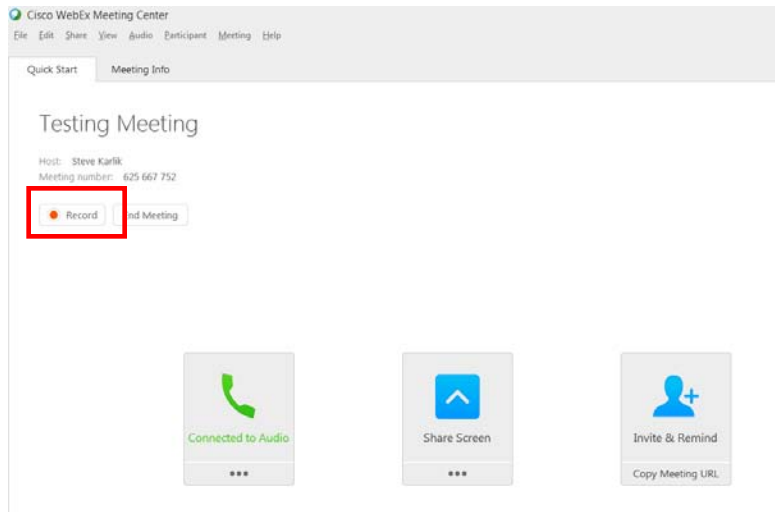 Cisco WebEx Meeting Center
File Edit Share View Audio Participant Meeting Help
Quick Start Meeting Info
Testing Meeting
Host: Steve Karlik
Meeting number: 625 667 752
Record nd Meeting
Connected to Audio Share Screen Invite & Remind
Copy Meeting URL